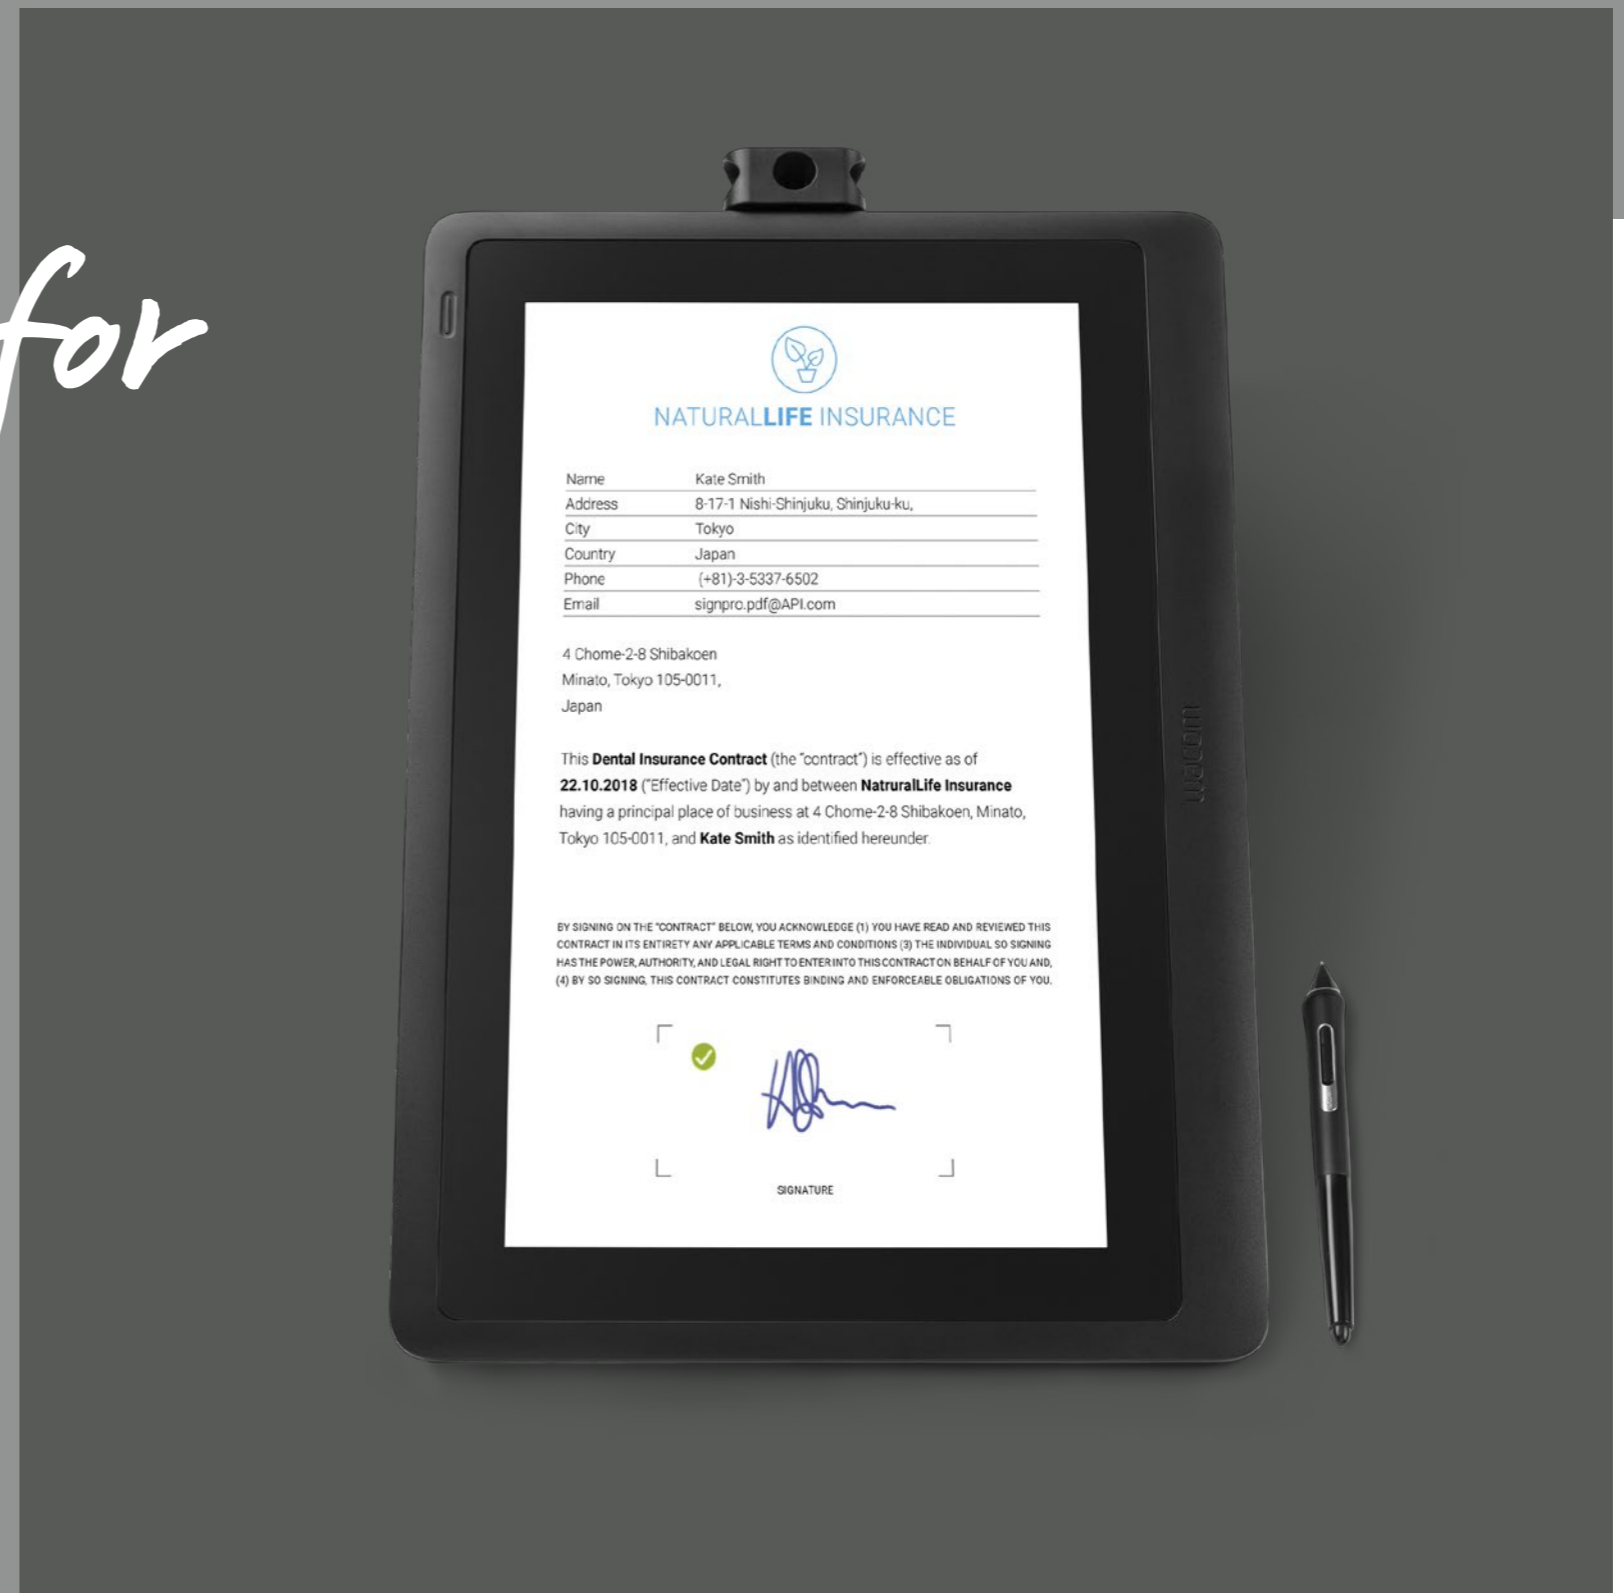 for
NATURALLIFE INSURANCE
Name Kate Smith
Address 8-17-1 Nishi-Shinjuku, Shinjuku-ku,
City Tokyo
Country Japan
Phone (+81)-3-5337-6502
Email signpro.pdf@API.com
4 Chome-2-8 Shibakoen
Minato, Tokyo 105-0011,
Japan
This Dental Insurance Contract (the "contract") is effective as of
22.10.2018 ("Effective Date") by and between NatruralLife Insurance
having a principal place of business at 4 Chome-2-8 Shibakoen, Minato,
Tokyo 105-0011, and Kate Smith as identified hereunder.
BY SIGNING ON THE "CONTRACT" BELOW, YOU ACKNOWLEDGE (1) YOU HAVE READ AND REVIEWED THIS
CONTRACT IN ITS ENTIRETY ANY APPLICABLE TERMS AND CONDITIONS (3) THE INDIVIDUAL SO SIGNING
HAS THE POWER, AUTHORITY, AND LEGAL RIGHT TO ENTER INTO THIS CONTRACT ON BEHALF OF YOU AND,
(4) BY SO SIGNING, THIS CONTRACT CONSTITUTES BINDING AND ENFORCEABLE OBLIGATIONS OF YOU.
SIGNATURE
wacom